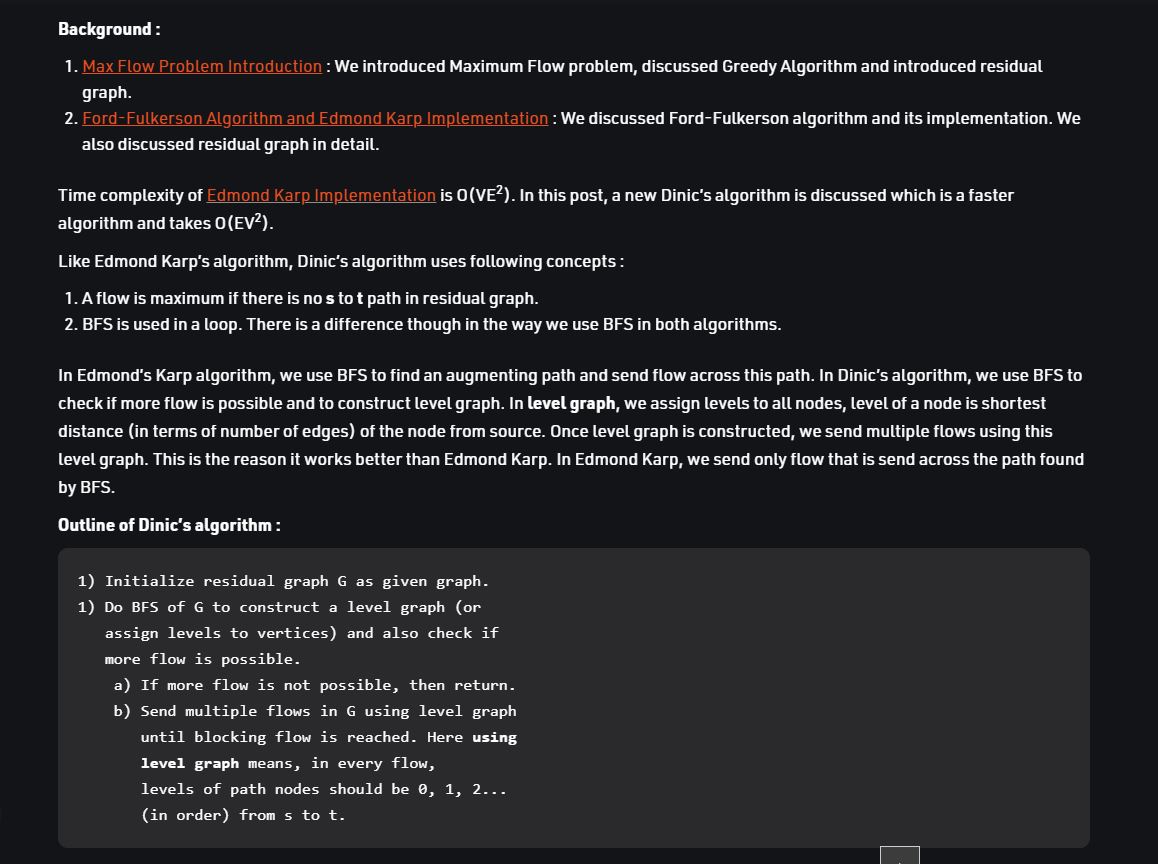 Background :
1. Max Flow Problem Introduction : We introduced Maximum Flow problem, discussed Greedy Algorithm and introduced residual
graph.
2. Ford-Fulkerson Algorithm and Edmond Karp Implementation : We discussed Ford-Fulkerson algorithm and its implementation. We
also discussed residual graph in detail.
Time complexity of Edmond Karp Implementation is O(VE²). In this post, a new Dinic's algorithm is discussed which is a faster
algorithm and takes O(EV²).
Like Edmond Karp's algorithm, Dinic's algorithm uses following concepts :
1. A flow is maximum if there is no s to t path in residual graph.
2. BFS is used in a loop. There is a difference though in the way we use BFS in both algorithms.
In Edmond's Karp algorithm, we use BFS to find an augmenting path and send flow across this path. In Dinic's algorithm, we use BFS to
check if more flow is possible and to construct level graph. In level graph, we assign levels to all nodes, level of a node is shortest
distance (in terms of number of edges) of the node from source. Once level graph is constructed, we send multiple flows using this
level graph. This is the reason it works better than Edmond Karp. In Edmond Karp, we send only flow that is send across the path found
by BFS.
Outline of Dinic's algorithm :
1) Initialize residual graph G as given graph.
1) Do BFS of G to construct a level graph (or
assign levels to vertices) and also check if
more flow is possible.
a) If more flow is not possible, then return.
b) Send multiple flows in G using level graph
until blocking flow is reached. Here using
level graph means, in every flow,
levels of path nodes should be 0, 1, 2...
(in order) from s to t.